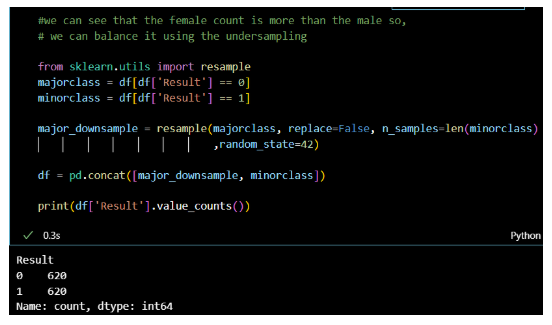 #we can see that the female count is more than the male so,
# we can balance it using the undersampling
from sklearn.utils import resample
majorclass = df[df['Result'] == 0]
minorclass = df[df['Result'] == 1]
major_downsample = resample(majorclass, replace=False, n_samples=len(minorclass)
,random_state=42)
df = pd.concat([major_downsample, minorclass])
print(df['Result'].value_counts())
✓ 0.3s Python
Result
0 620
1 620
Name: count, dtype: int64